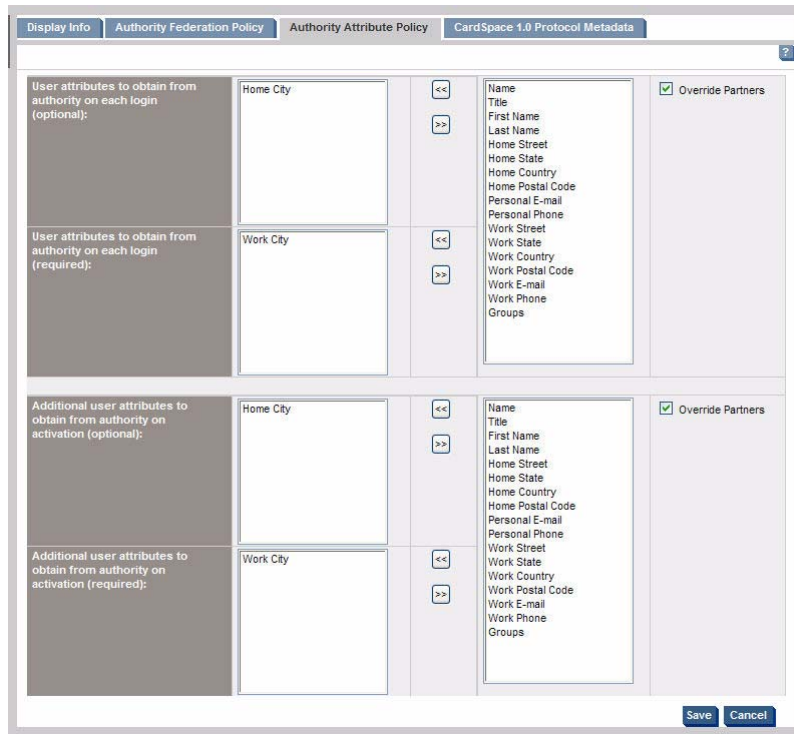 Display Info
Authority Federation Policy
Authority Attribute Policy
CardSpace 1.0 Protocol Metadata
?
User attributes to obtain from
authority on each login
(optional):
Home City
<<
>>
Name
Title
First Name
Last Name
Home Street
Home State
Home Country
Home Postal Code
Personal E-mail
Personal Phone
Work Street
Work State
Work Country
Work Postal Code
Work E-mail
Work Phone
Groups
Override Partners
User attributes to obtain from
authority on each login
(required):
Work City
<<
>>
Additional user attributes to
obtain from authority on
activation (optional):
Home City
<<
>>
Name
Title
First Name
Last Name
Home Street
Home State
Home Country
Home Postal Code
Personal E-mail
Personal Phone
Work Street
Work State
Work Country
Work Postal Code
Work E-mail
Work Phone
Groups
Override Partners
Additional user attributes to
obtain from authority on
activation (required):
Work City
<<
>>
Save
Cancel